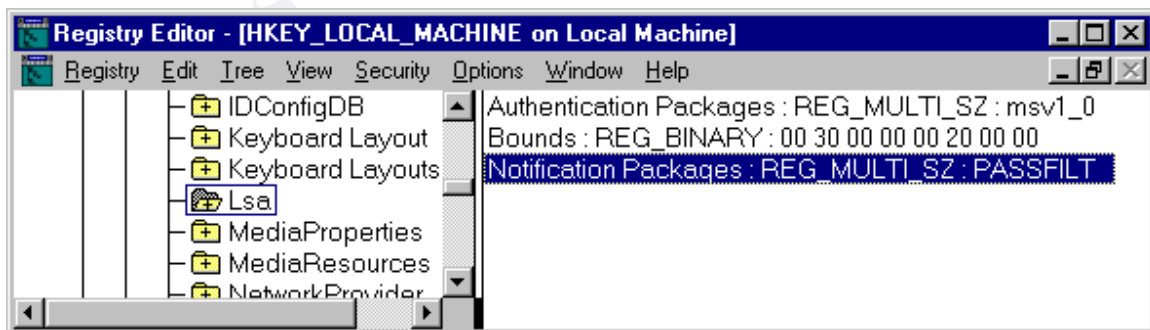 Registry Editor - [HKEY_LOCAL_MACHINE on Local Machine]
Registry Edit Tree View Security Options Window Help
IDConfigDB
Keyboard Layout
Keyboard Layouts
Lsa
MediaProperties
MediaResources
NetworkProvider
Authentication Packages : REG_MULTI_SZ : msv1_0
Bounds : REG_BINARY : 00 30 00 00 00 20 00 00
Notification Packages : REG_MULTI_SZ : PASSFILT